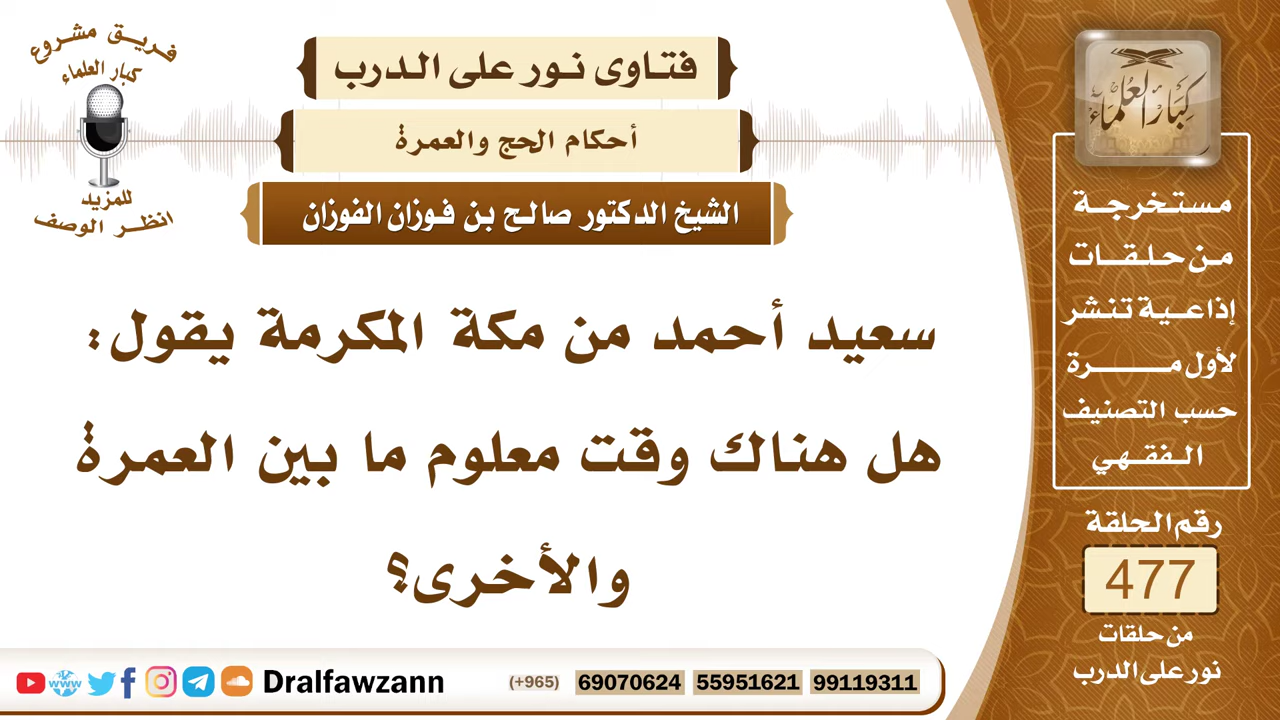 فريق مشروع
كبار العلماء
للمزيد
انظر الوصف
فتاوى نور على الدرب
أحكام الحج والعمرة
الشيخ الدكتور صالح بن فوزان الفوزان
سعيد أحمد من مكة المكرمة يقول:
هل هناك وقت معلوم ما بين العمرة
والأخرى؟
كبار العلماء
مستخرجة
من حلقات
إذاعية تنشر
لأول مرة
حسب التصنيف
الفقهي
رقم الحلقة
477
من حلقات
نور على الدرب
www
Dralfawzann
(+965) 69070624 55951621 99119311